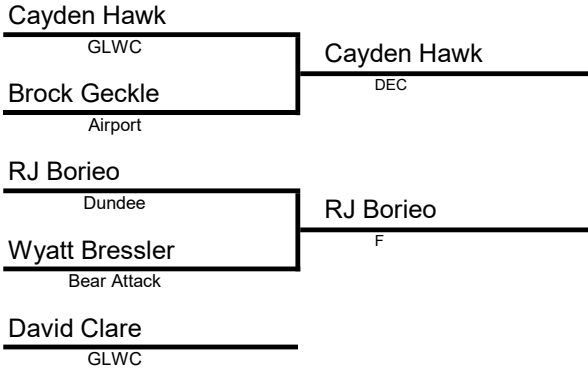 Cayden Hawk
GLWC
Cayden Hawk
DEC
Brock Geckle
Airport
RJ Borieo
Dundee
RJ Borieo
F
Wyatt Bressler
Bear Attack
David Clare
GLWC